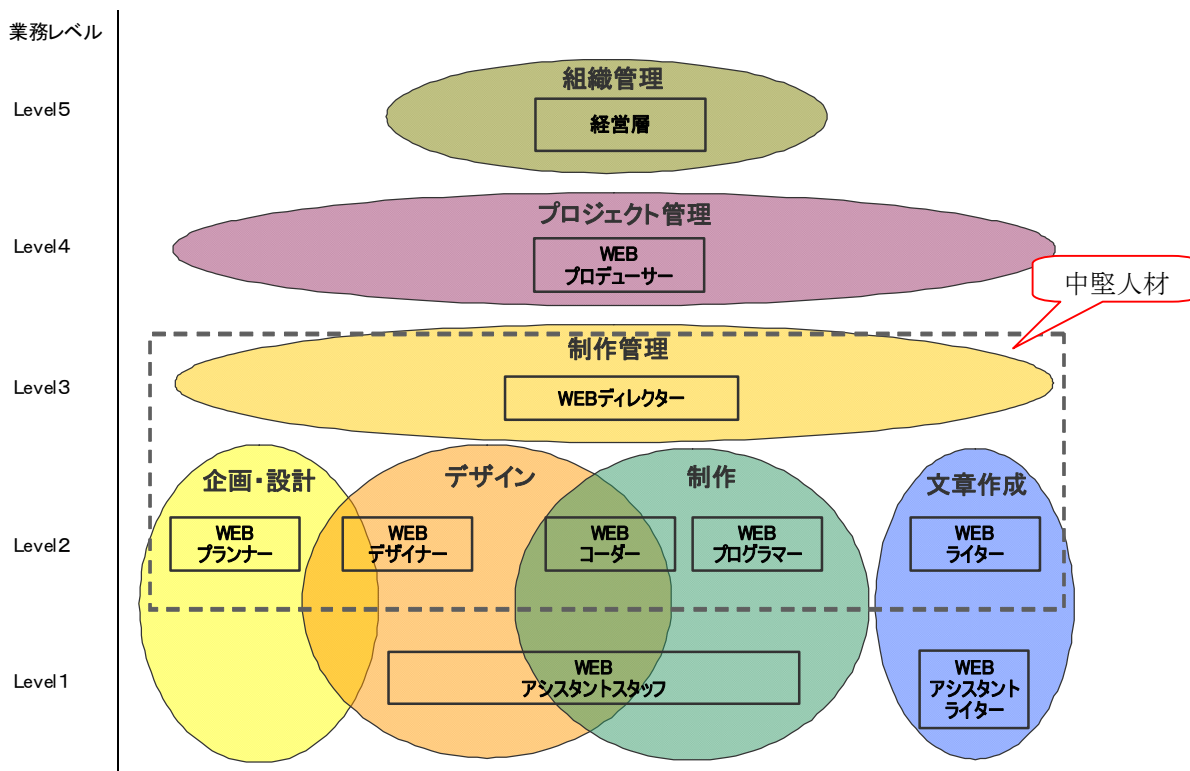 業務レベル
Level5
組織管理
経営層
Level4
プロジェクト管理
WEB
プロデューサー
中堅人材
Level3
制作管理
WEBディレクター
企画・設計
デザイン
制作
文章作成
Level2
WEB
プランナー
WEB
デザイナー
WEB
コーダー
WEB
プログラマー
WEB
ライター
Level1
WEB
アシスタントスタッフ
WEB
アシスタント
ライター